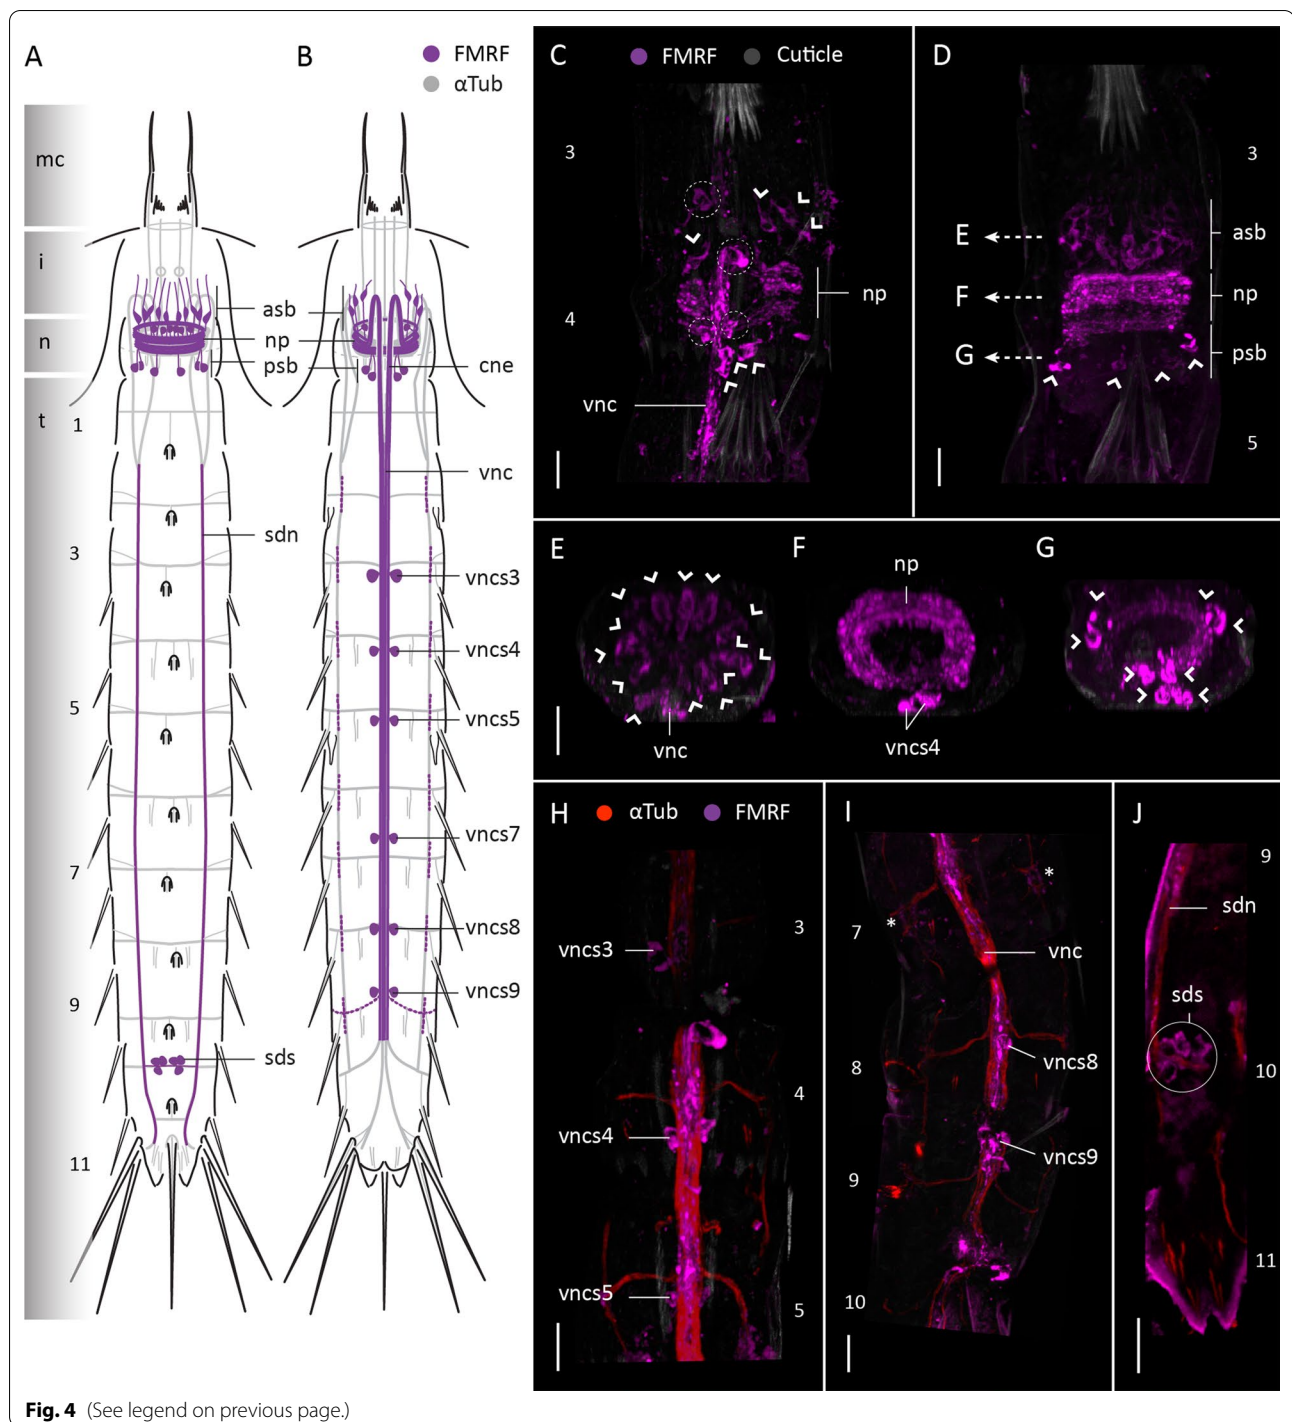 A
B
FMRF
αTub
mc
i
n
t
1
3
5
7
9
11
asb
np
psb
cne
vnc
sdn
vncs3
vncs4
vncs5
vncs7
vncs8
vncs9
sds
C
FMRF
Cuticle
3
4
np
vnc
D
3
E
F
G
asb
np
psb
5
E
vnc
F
np
vncs4
G
H
αTub
FMRF
vncs3
3
4
vncs4
vncs5
5
I
*
*
7
vnc
vncs8
8
vncs9
9
10
J
9
sdn
sds
10
11
Fig. 4 (See legend on previous page.)